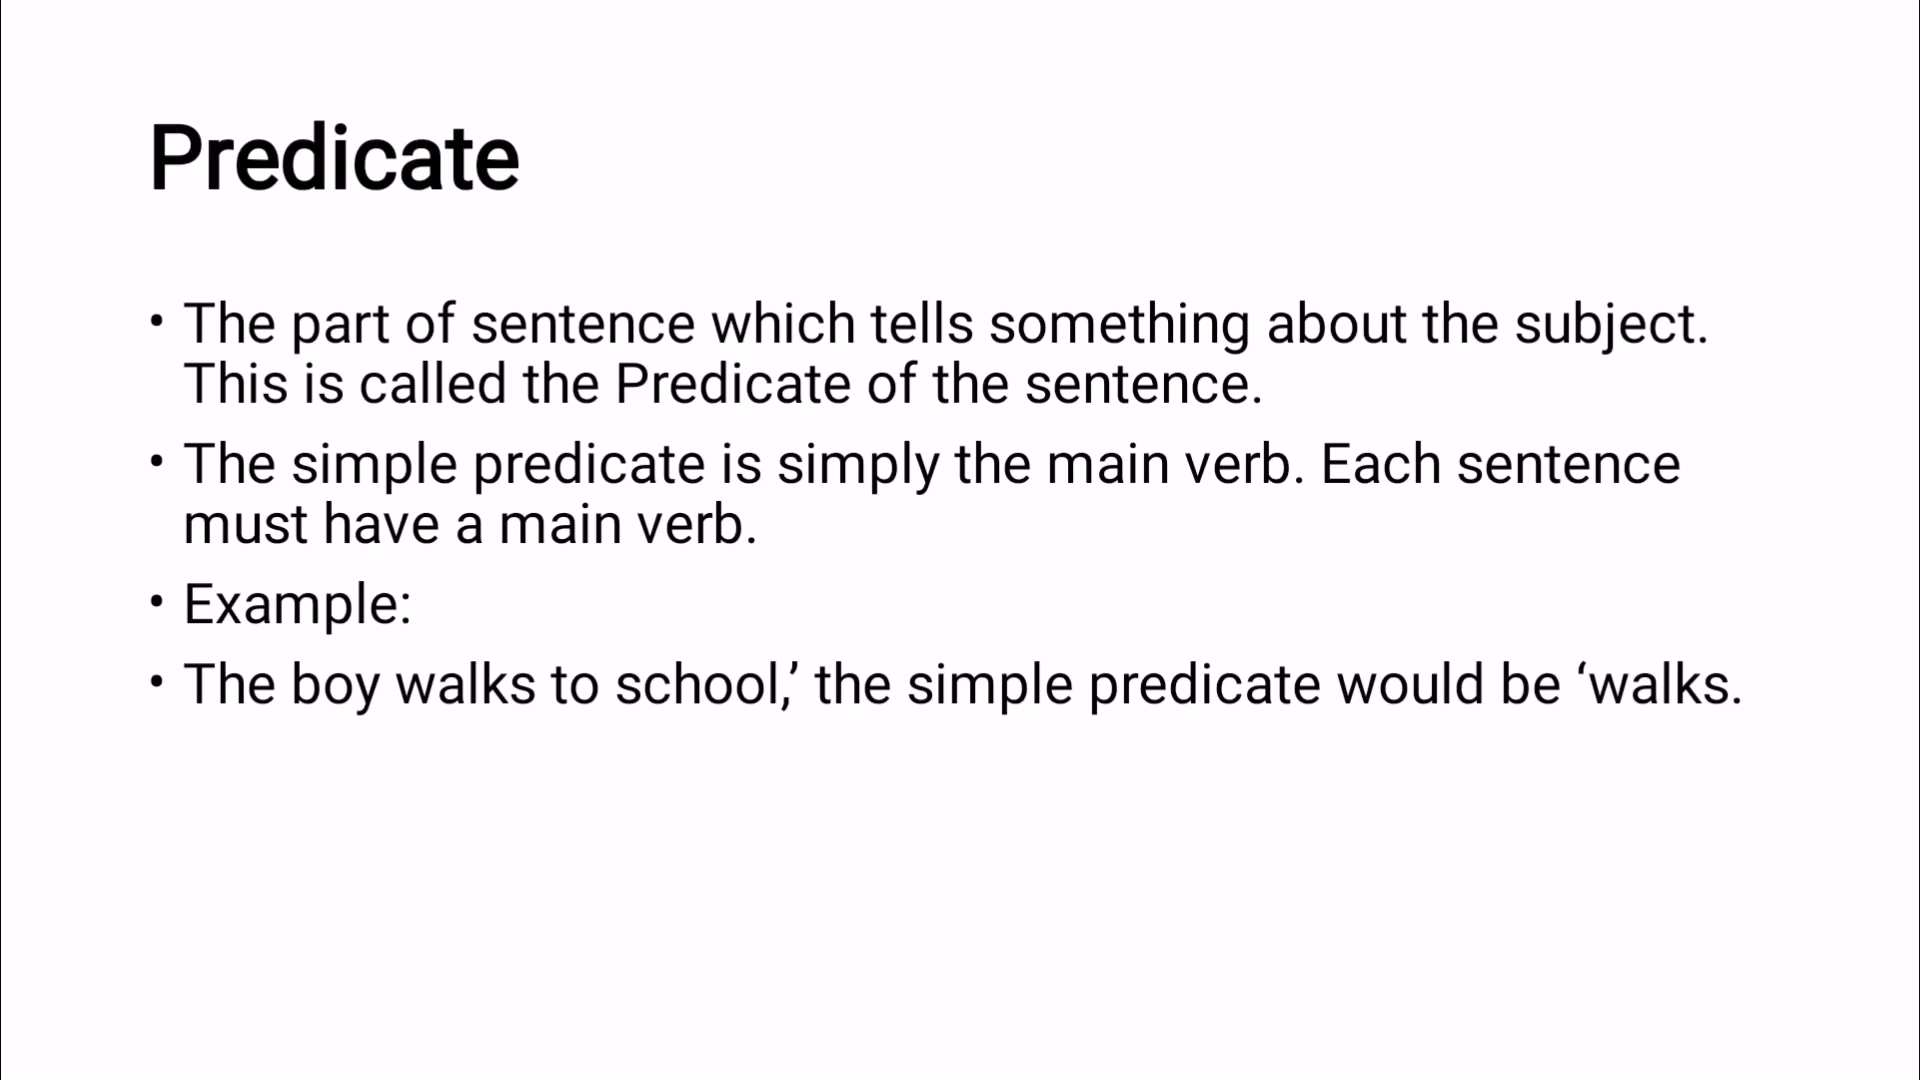 Predicate
• The part of sentence which tells something about the subject.
This is called the Predicate of the sentence.
• The simple predicate is simply the main verb. Each sentence
must have a main verb.
• Example:
• The boy walks to school,’ the simple predicate would be ‘walks.